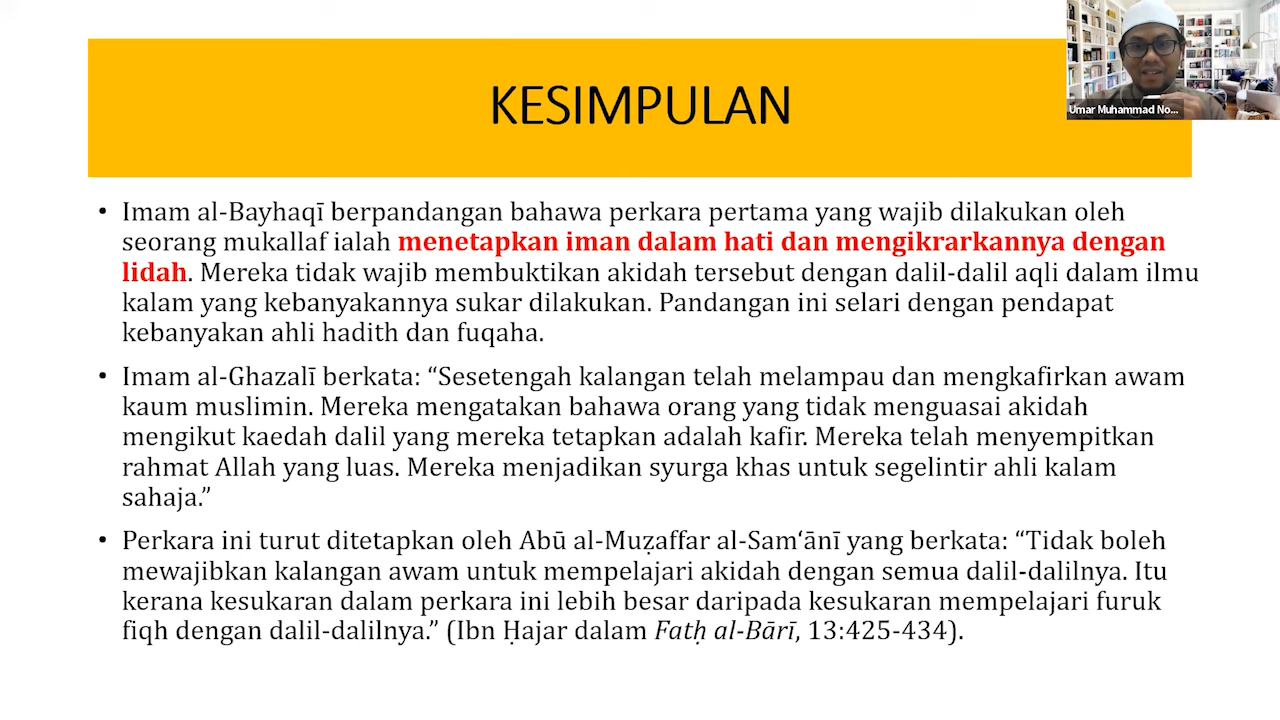 KESIMPULAN
Umar Muhammad No...
• Imam al-Bayhaqī berpandangan bahawa perkara pertama yang wajib dilakukan oleh
seorang mukallaf ialah menetapkan iman dalam hati dan mengikrarkannya dengan
lidah. Mereka tidak wajib membuktikan akidah tersebut dengan dalil-dalil aqli dalam ilmu
kalam yang kebanyakannya sukar dilakukan. Pandangan ini selari dengan pendapat
kebanyakan ahli hadith dan fuqaha.
• Imam al-Ghazalī berkata: “Sesetengah kalangan telah melampau dan mengkafirkan awam
kaum muslimin. Mereka mengatakan bahawa orang yang tidak menguasai akidah
mengikut kaedah dalil yang mereka tetapkan adalah kafir. Mereka telah menyempitkan
rahmat Allah yang luas. Mereka menjadikan syurga khas untuk segelintir ahli kalam
sahaja.”
• Perkara ini turut ditetapkan oleh Abū al-Muẓaffar al-Sam‘ānī yang berkata: “Tidak boleh
mewajibkan kalangan awam untuk mempelajari akidah dengan semua dalil-dalilnya. Itu
kerana kesukaran dalam perkara ini lebih besar daripada kesukaran mempelajari furuk
fiqh dengan dalil-dalilnya.” (Ibn Ḥajar dalam Fatḥ al-Bārī, 13:425-434).